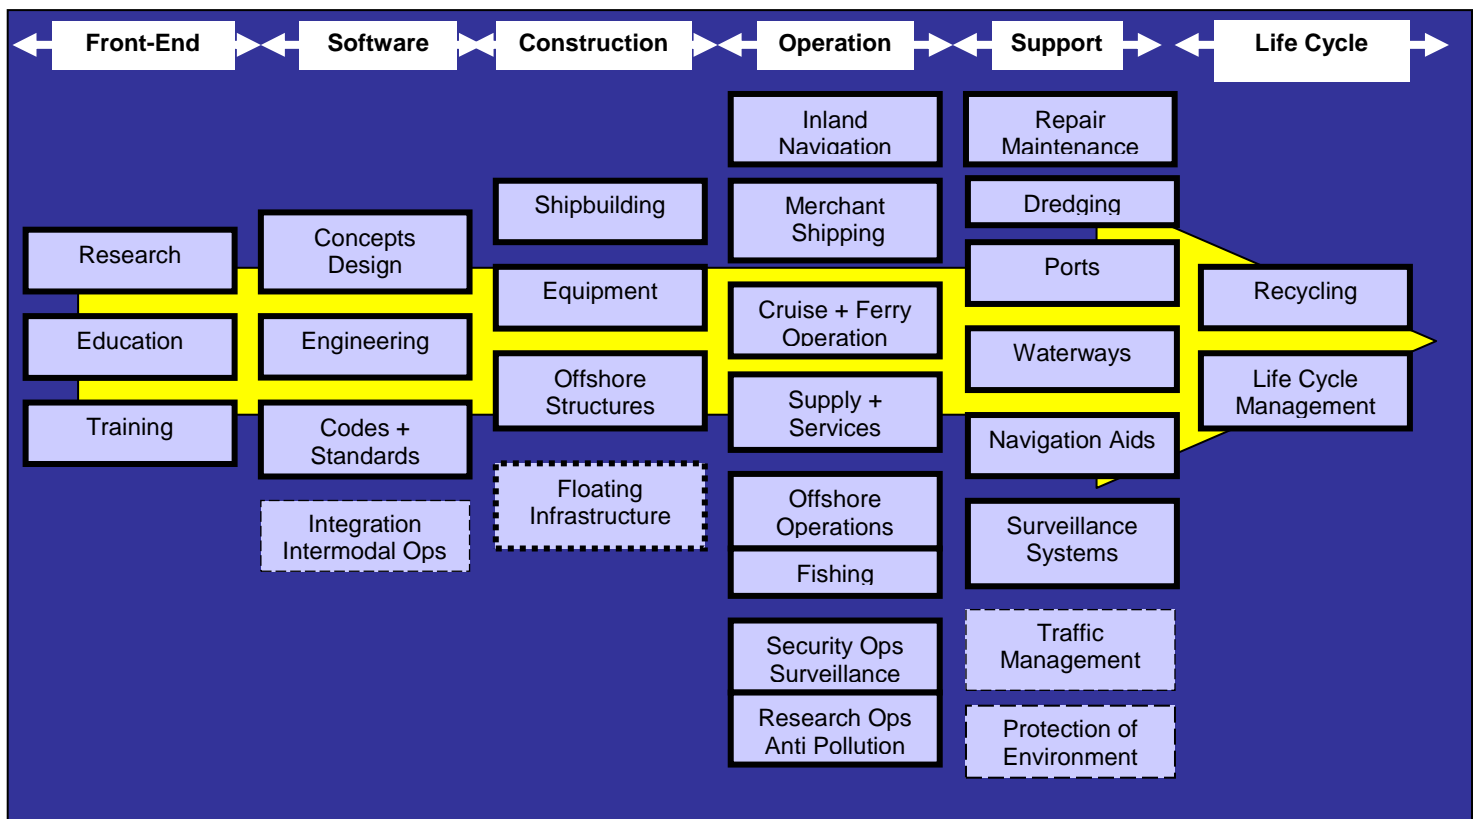 Front-End
Software
Construction
Operation
Support
Life Cycle
Research
Education
Training
Concepts
Design
Engineering
Codes +
Standards
Integration
Intermodal Ops
Shipbuilding
Equipment
Offshore
Structures
Floating
Infrastructure
Inland
Navigation
Merchant
Shipping
Cruise + Ferry
Operation
Supply +
Services
Offshore
Operations
Fishing
Security Ops
Surveillance
Research Ops
Anti Pollution
Repair
Maintenance
Dredging
Ports
Waterways
Navigation Aids
Surveillance
Systems
Traffic
Management
Protection of
Environment
Recycling
Life Cycle
Management